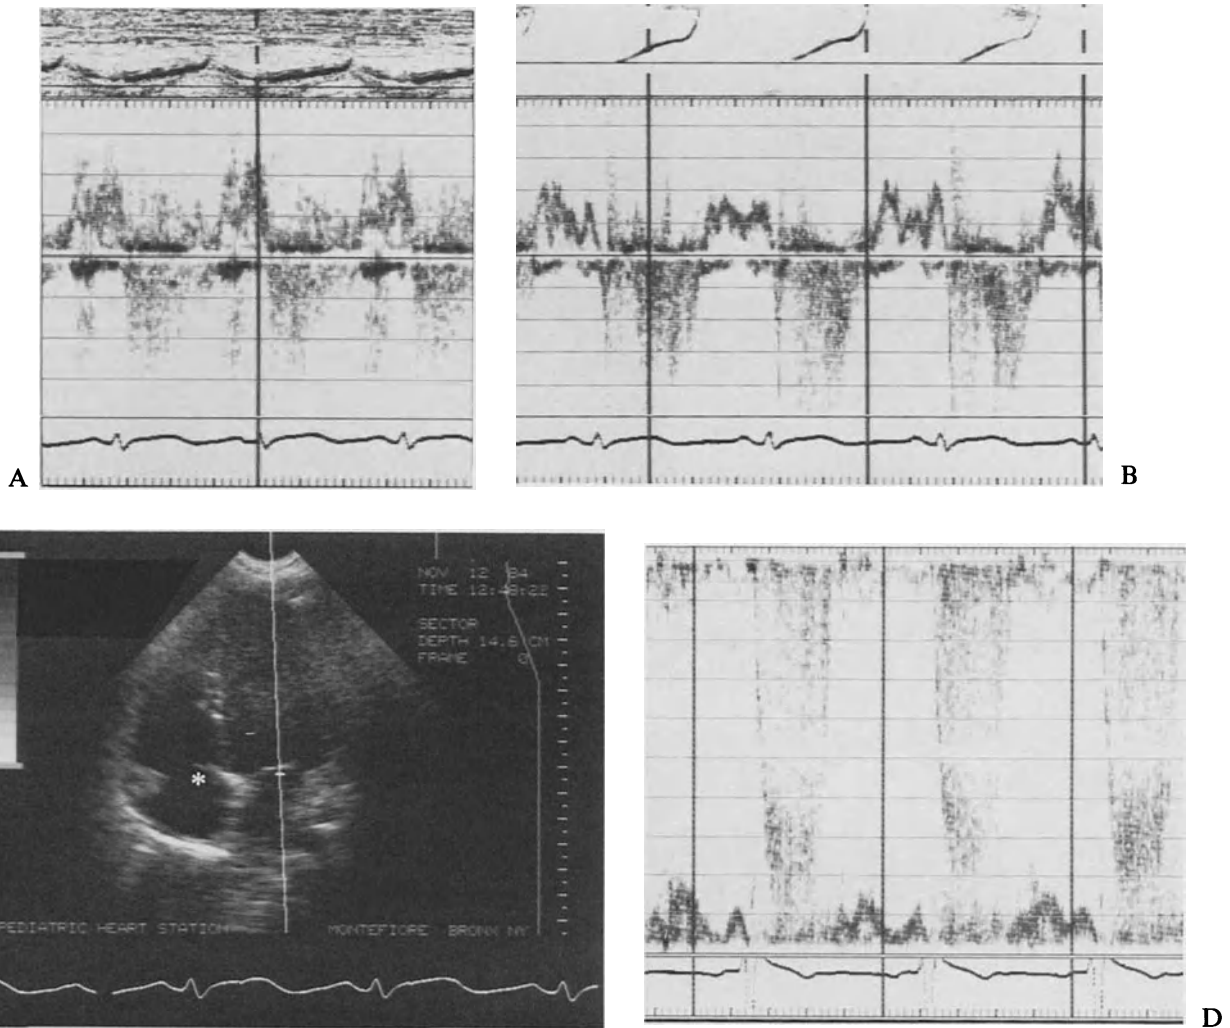 A
B
NOV 12 84
TIME 12:48:22
SECTOR
DEPTH 14.6 CM
FRAME 0
*
PEDIATRIC HEART STATION
MONTEFIORE BRONX NY
D